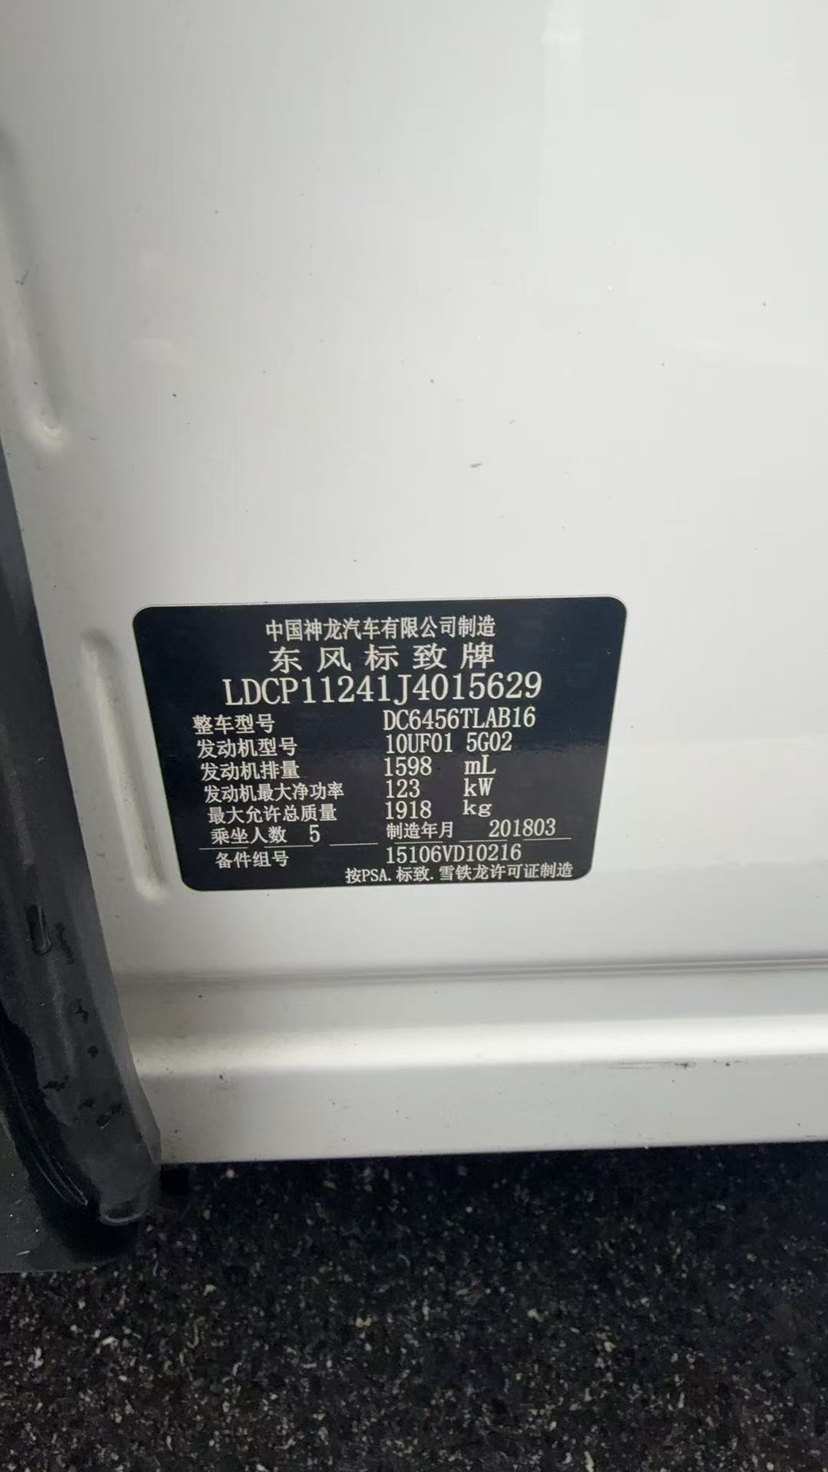 中国神龙汽车有限公司制造
东风标致牌
LDCP11241J4015629
整车型号 DC6456TLAB16
发动机型号 10UF01 5G02
发动机排量 1598 mL
发动机最大净功率 123 kW
最大允许总质量 1918 kg
乘坐人数 5 制造年月 201803
备件组号 15106VD10216
按PSA.标致.雪铁龙许可证制造